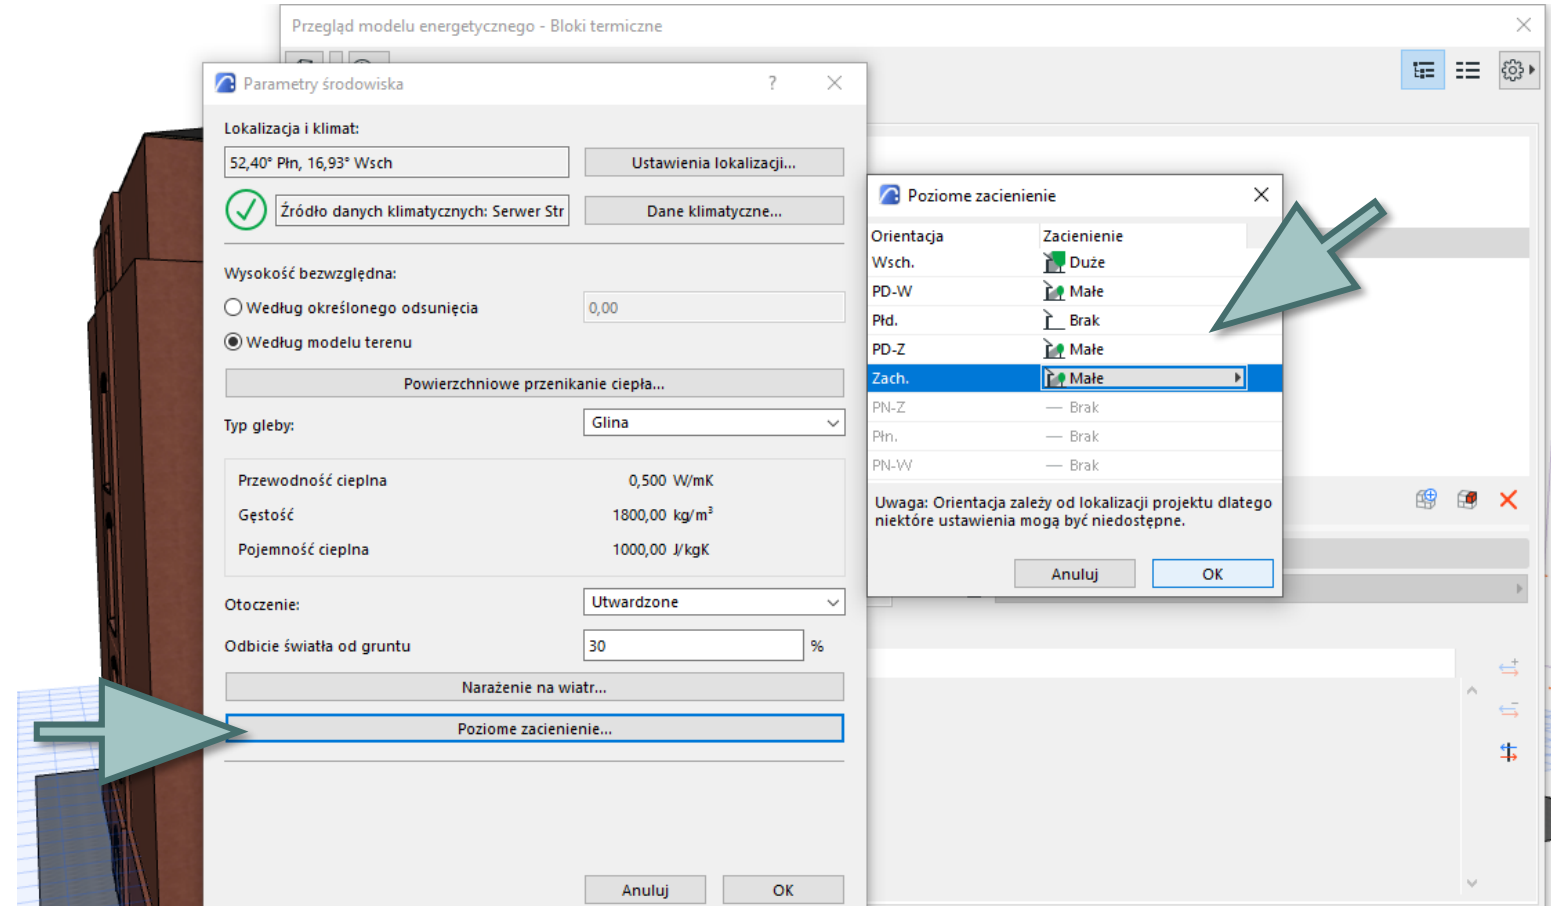 Przegląd modelu energetycznego - Bloki termiczne
Parametry środowiska
?
Lokalizacja i klimat:
52,40° Płn, 16,93° Wsch
Ustawienia lokalizacji...
Źródło danych klimatycznych: Serwer Str
Dane klimatyczne...
Wysokość bezwzględna:
Według określonego odsunięcia
0,00
Według modelu terenu
Powierzchniowe przenikanie ciepła...
Typ gleby:
Glina
Przewodność cieplna
0,500 W/mK
Gęstość
1800,00 kg/m³
Pojemność cieplna
1000,00 J/kgK
Otoczenie:
Utwardzone
Odbicie światła od gruntu
30
%
Narażenie na wiatr...
Poziome zacienienie...
Anuluj
OK
Poziome zacienienie
Orientacja Zacienienie
Wsch. Duże
PD-W Małe
Płd. Brak
PD-Z Małe
Zach. Małe
PN-Z — Brak
Płn. — Brak
PN-W — Brak
Uwaga: Orientacja zależy od lokalizacji projektu dlatego
niektóre ustawienia mogą być niedostępne.
Anuluj
OK